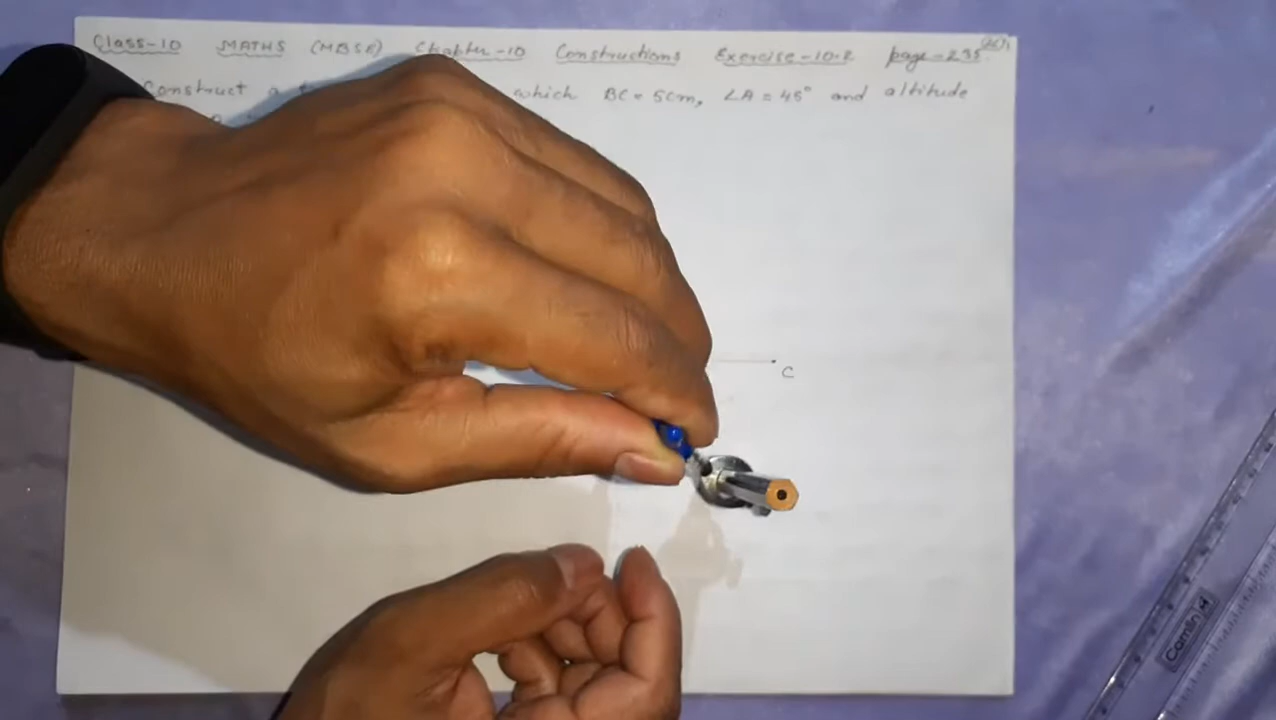 Class-10 MATHS (MBSE) Chapter-10 Constructions Exercise-10.2 page-235
Construct a which BC = 5cm, ∠A = 45° and altitude
C
Camlin